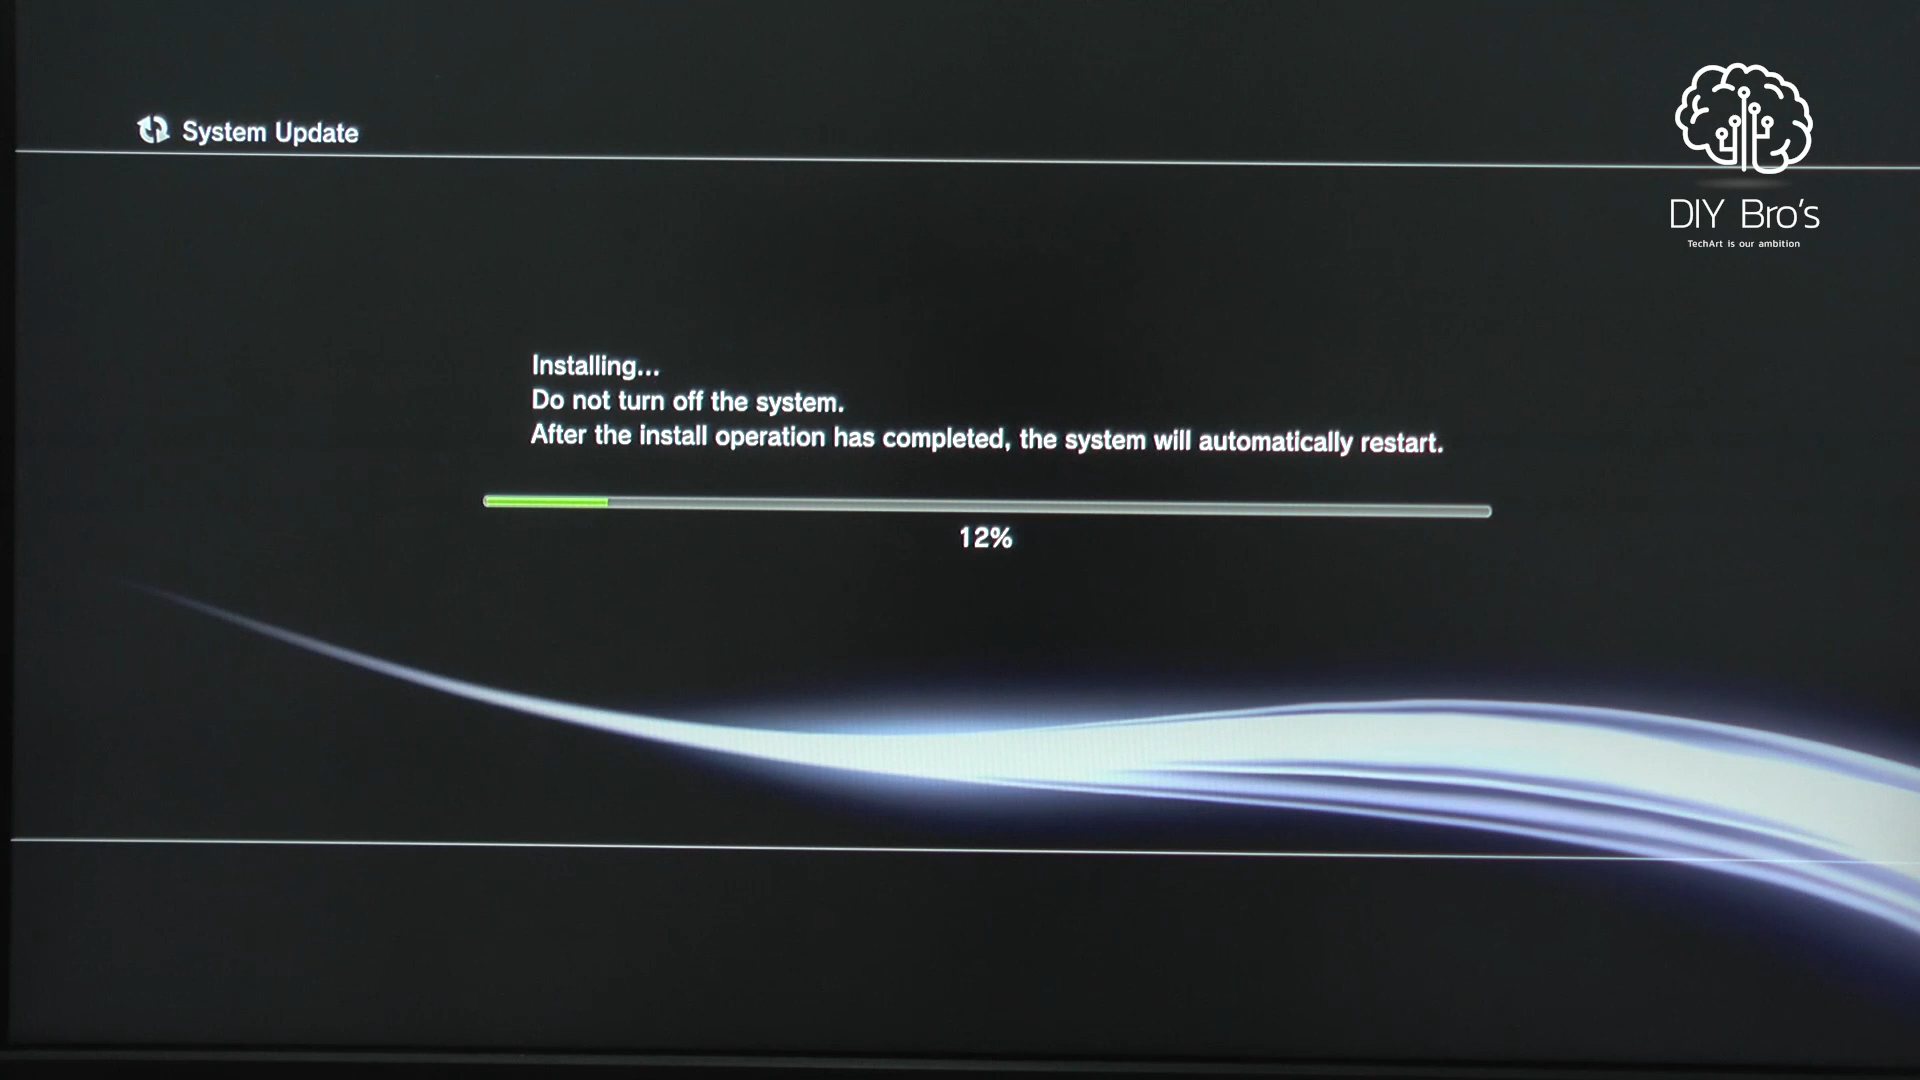 System Update
DIY Bro's
TechArt is our ambition
Installing...
Do not turn off the system.
After the install operation has completed, the system will automatically restart.
12%